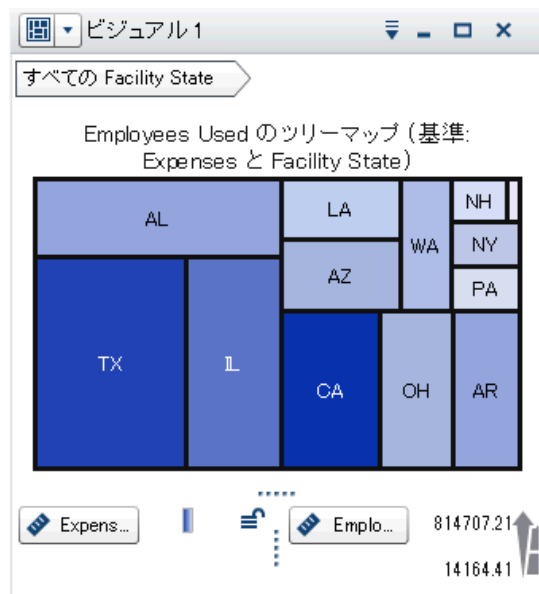 ビジュアル 1
すべての Facility State
Employees Used のツリーマップ (基準:
Expenses と Facility State)
AL
LA
WA
NH
NY
AZ
PA
TX
IL
CA
OH
AR
Expens...
Emplo...
814707.21
14164.41